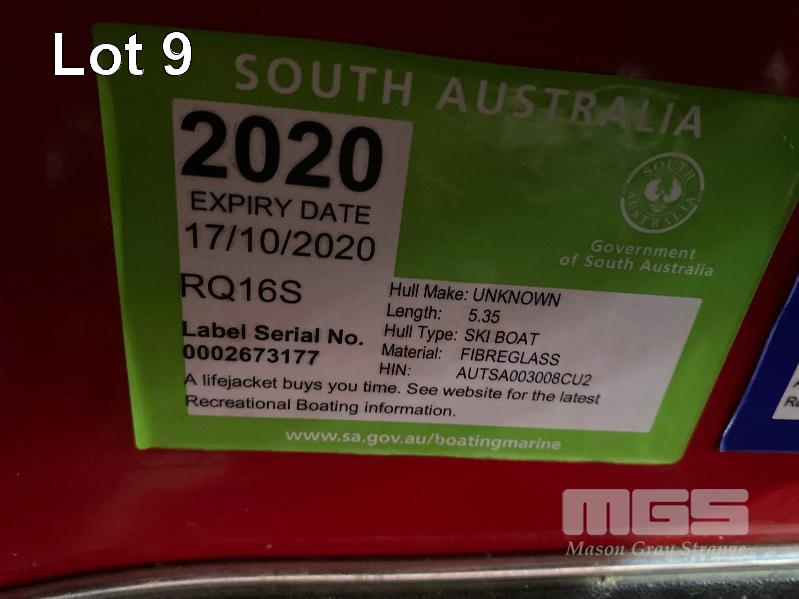 Lot 9
SOUTH AUSTRALIA
2020
EXPIRY DATE
17/10/2020
RQ16S
Label Serial No.
0002673177
SOUTH AUSTRALIA
Government
of South Australia
Hull Make: UNKNOWN
Length: 5.35
Hull Type: SKI BOAT
Material: FIBREGLASS
HIN: AUTSA003008CU2
A lifejacket buys you time. See website for the latest
Recreational Boating information.
www.sa.gov.au/boatingmarine
MGS
Mason Gray Strange